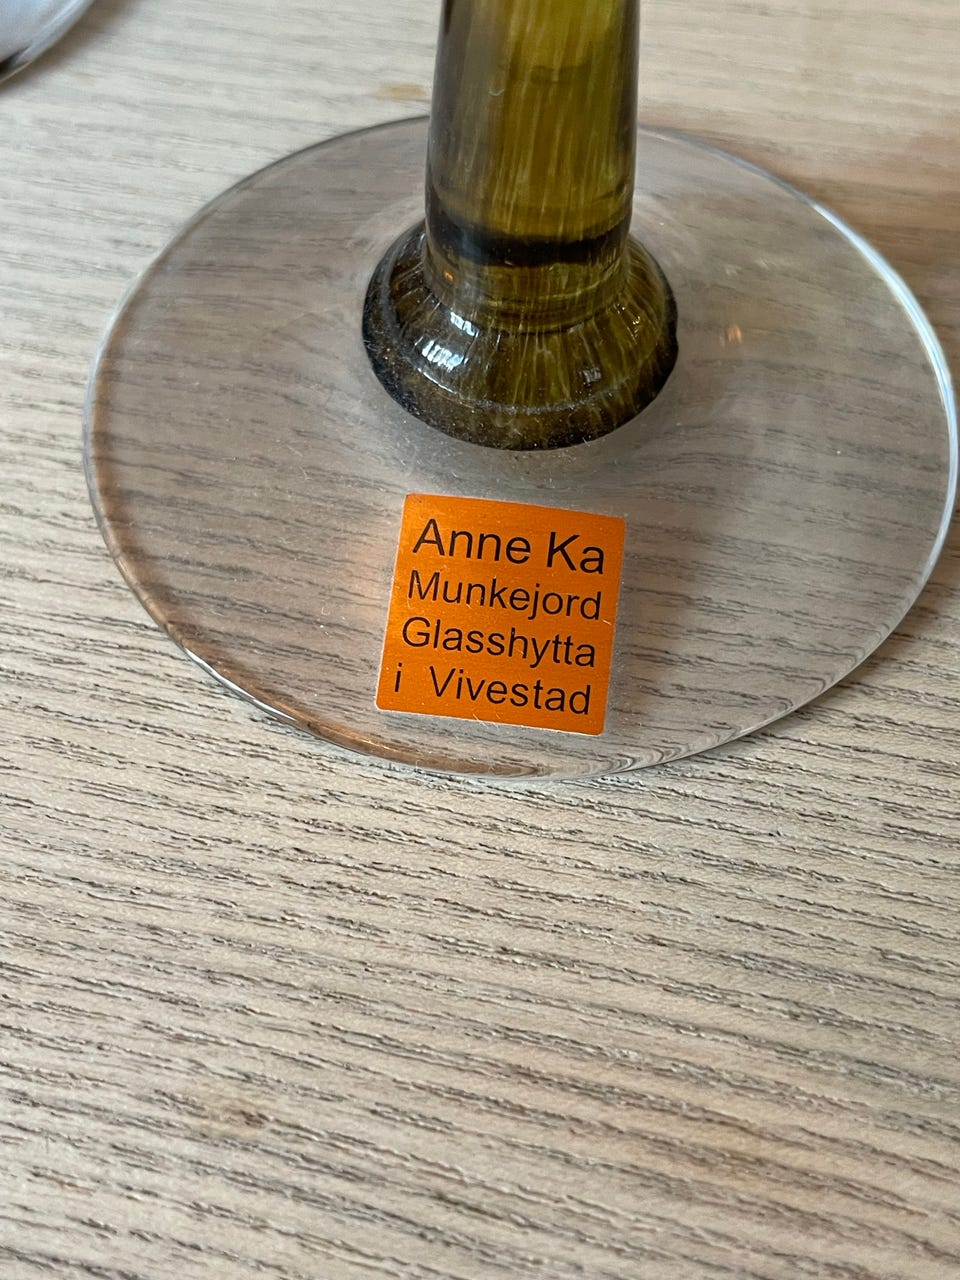 Anne Ka
Munkejord
Glasshytta
i Vivestad